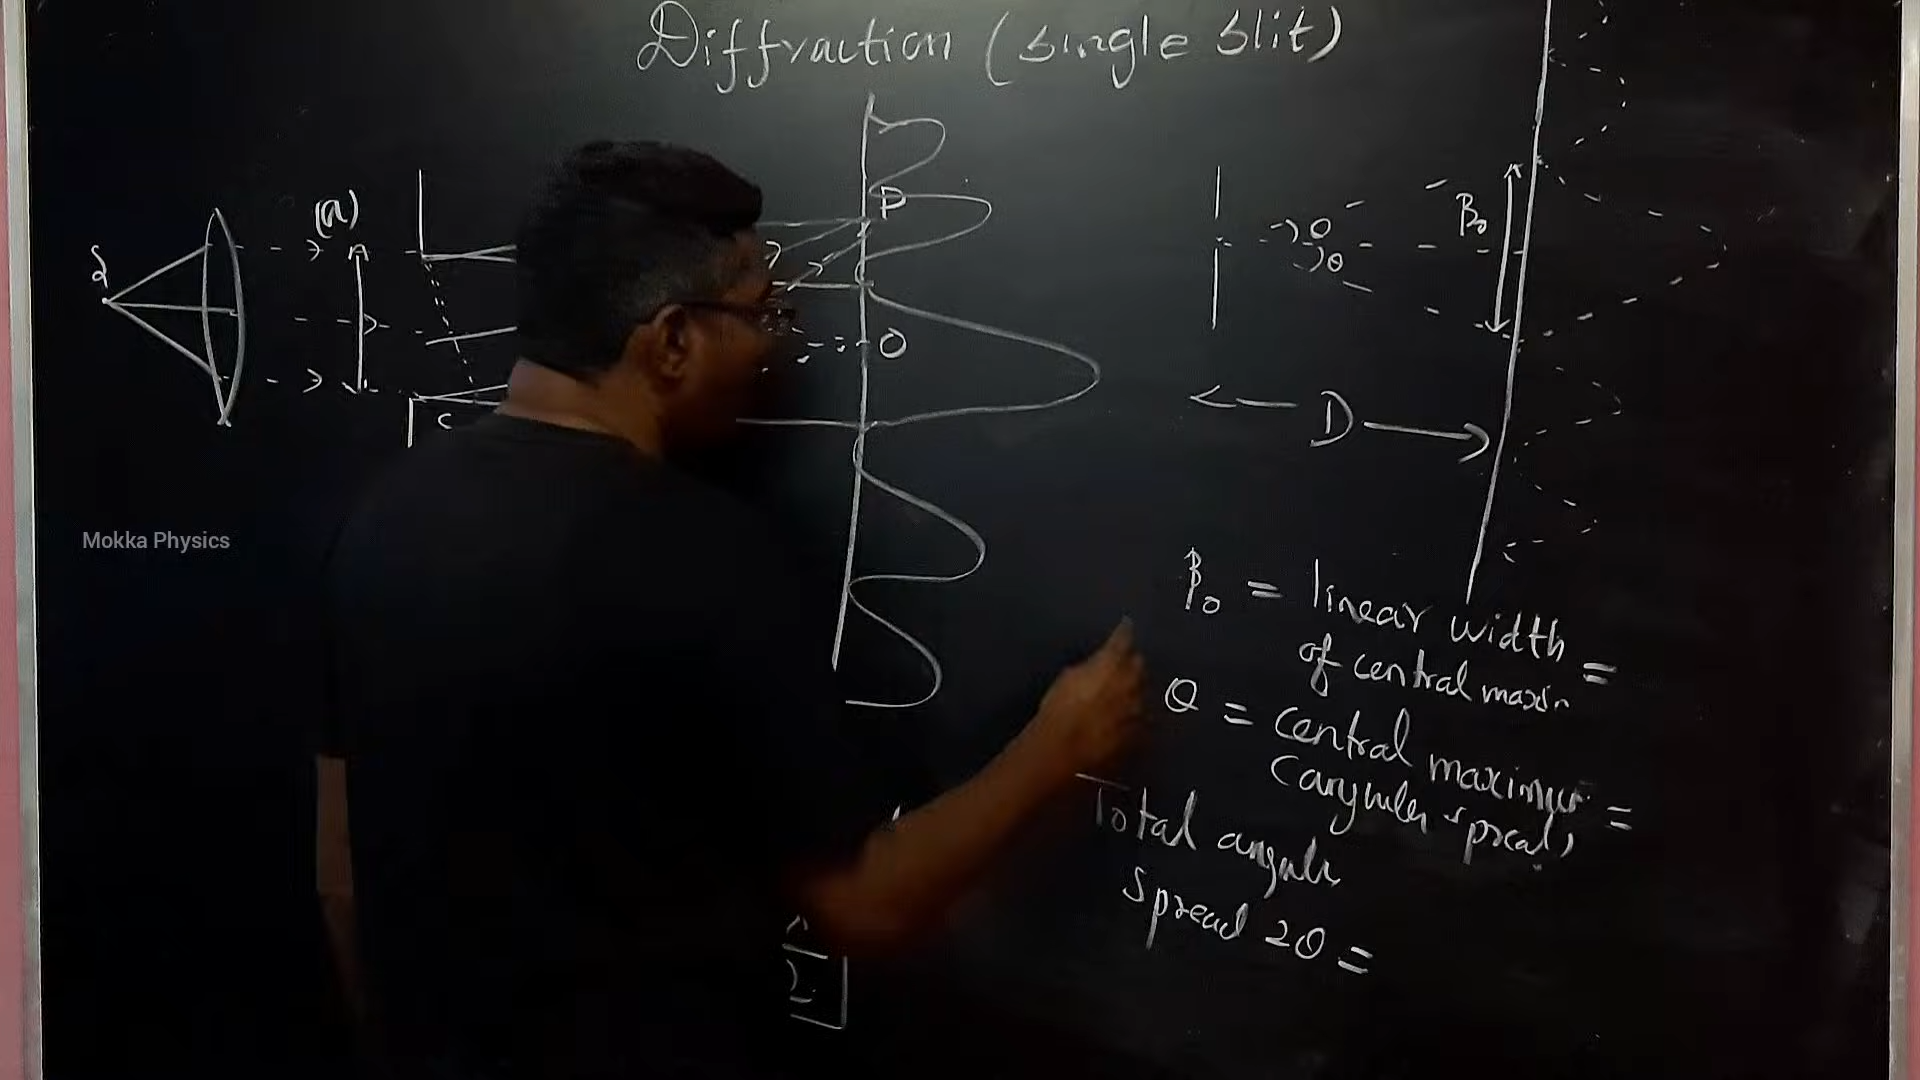 Diffraction (single slit)
(a)
P
O
C
θ
θ
β₀
D
Mokka Physics
β₀ = linear width
of central maxim =
θ = central maximum
(angular spread) =
Total angular
spread 2θ =
λ
2